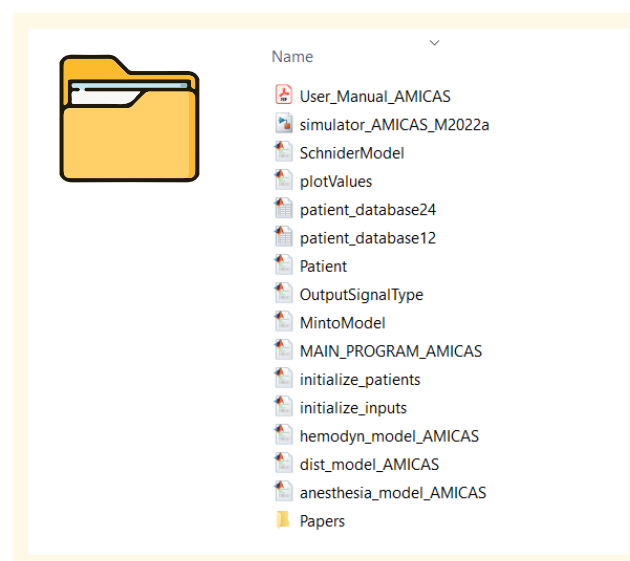 Name
User_Manual_AMICAS
simulator_AMICAS_M2022a
SchniderModel
plotValues
patient_database24
patient_database12
Patient
OutputSignalType
MintoModel
MAIN_PROGRAM_AMICAS
initialize_patients
initialize_inputs
hemodyn_model_AMICAS
dist_model_AMICAS
anesthesia_model_AMICAS
Papers